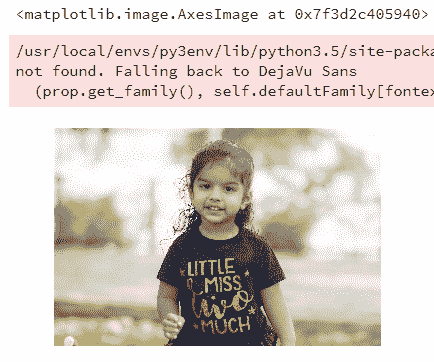 <matplotlib.image.AxesImage at 0x7f3d2c405940>
/usr/local/envs/py3env/lib/python3.5/site-packa
not found. Falling back to DejaVu Sans
(prop.get_family(), self.defaultFamily[fontex
LITTLE
MISS
MUCH